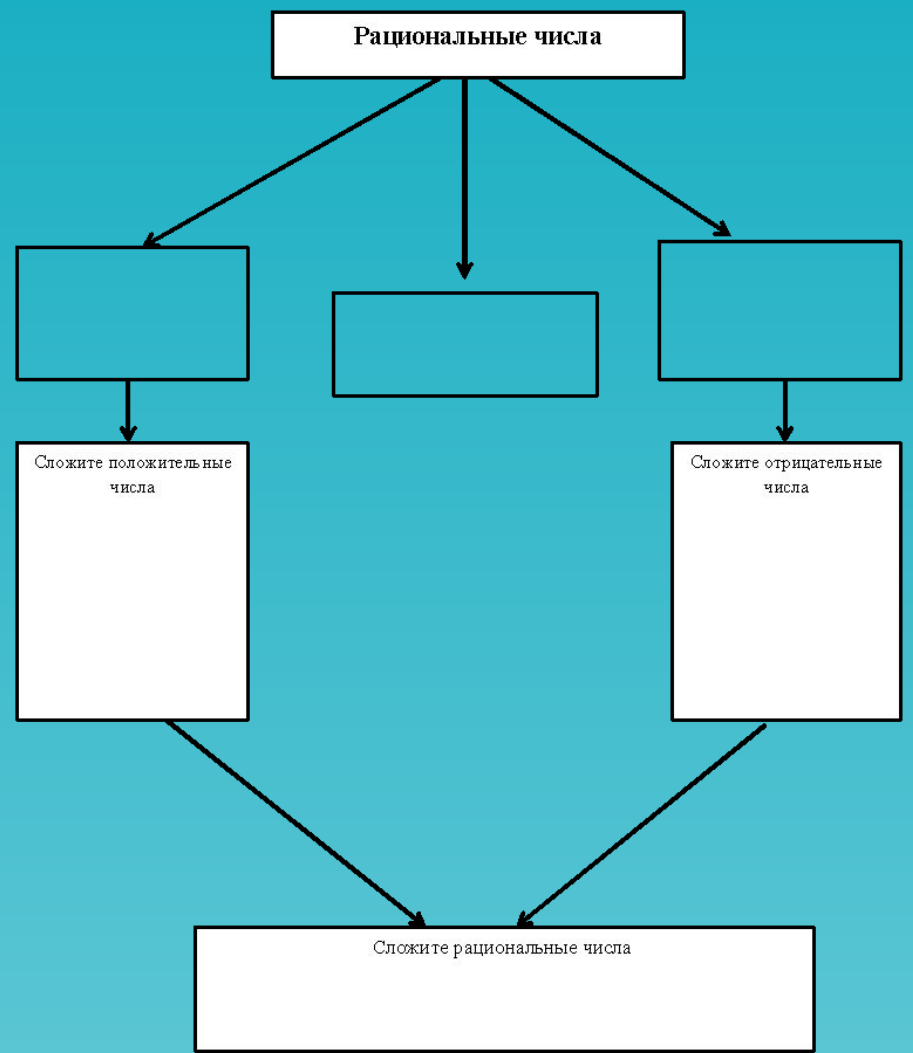 Рациональные числа
Сложите положительные
числа
Сложите отрицательные
числа
Сложите рациональные числа